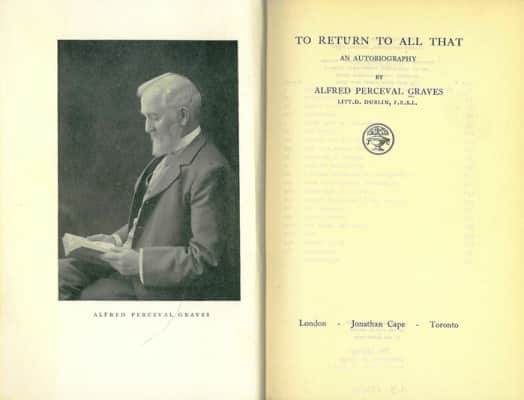 ALFRED PERCEVAL GRAVES
TO RETURN TO ALL THAT
AN AUTOBIOGRAPHY
BY
ALFRED PERCEVAL GRAVES
LITT.D. DUBLIN, F.R.S.L.
London - Jonathan Cape - Toronto